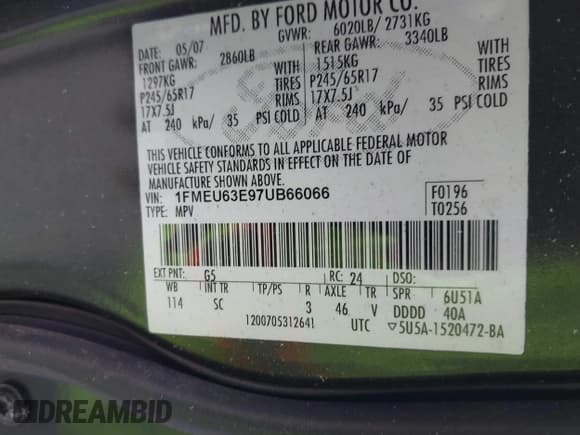 MFD. BY FORD MOTOR CO.
DATE: 05/07 GVWR: 6020LB/ 2731KG
FRONT GAWR: 2860LB REAR GAWR: 3340LB
1297KG WITH 1515KG WITH
P245/65R17 TIRES P245/65R17 TIRES
17X7.5J RIMS 17X7.5J RIMS
AT 240 kPa/ 35 PSI COLD AT 240 kPa/ 35 PSI COLD
THIS VEHICLE CONFORMS TO ALL APPLICABLE FEDERAL MOTOR
VEHICLE SAFETY STANDARDS IN EFFECT ON THE DATE OF
MANUFACTURE SHOWN ABOVE.
VIN: 1FMEU63E97UB66066 F0196
TYPE: MPV T0256
EXT PNT: G5 RC: 24 DSO:
WB INT TR TP/PS R AXLE TR SPR 6U51A
114 SC 3 46 V DDDD 40A
1200705312641 UTC ▽5U5A-1520472-BA
DREAMBID